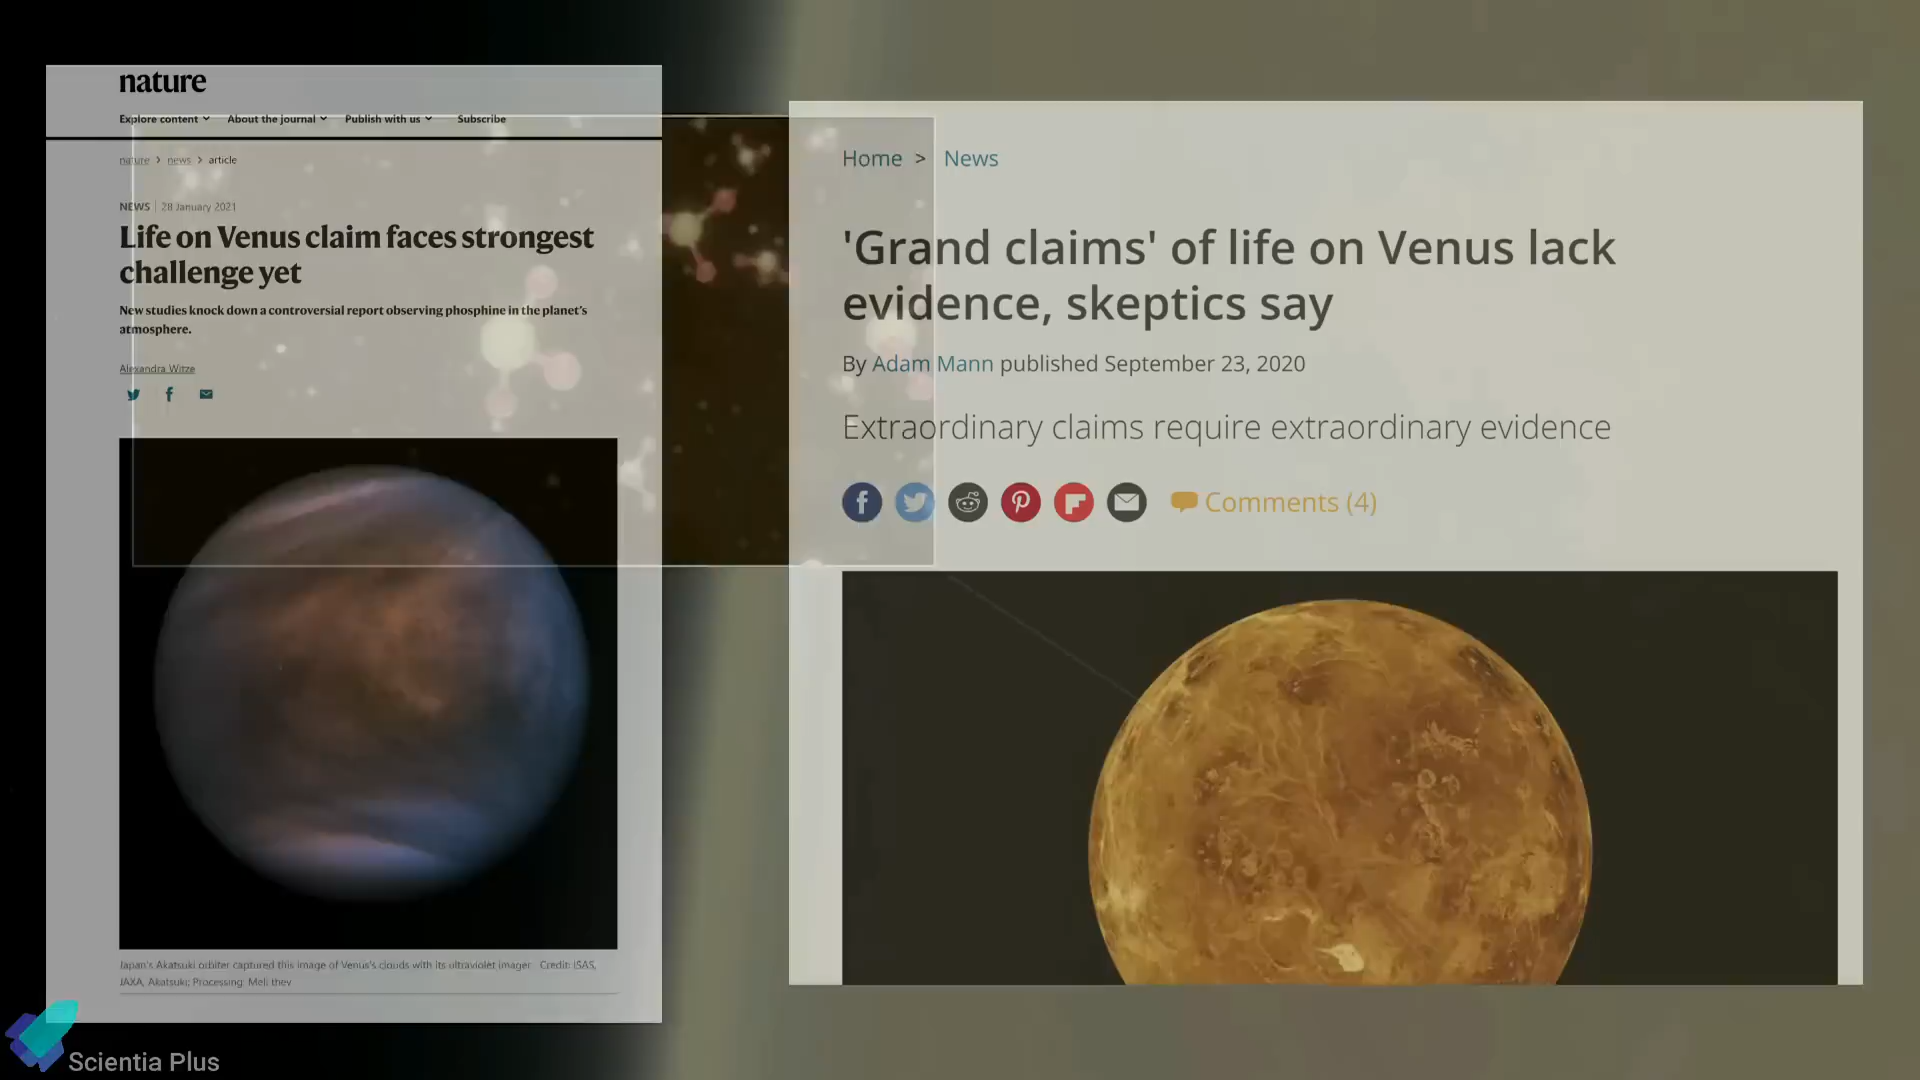 nature
Explore content About the journal Publish with us Subscribe
nature > news > article
NEWS | 28 January 2021
Life on Venus claim faces strongest
challenge yet
New studies knock down a controversial report observing phosphine in the planet's
atmosphere.
Alexandra Witze
Japan's Akatsuki orbiter captured this image of Venus's clouds with its ultraviolet imager. Credit: ISAS,
JAXA, Akatsuki; Processing: Meli thev
Home > News
'Grand claims' of life on Venus lack
evidence, skeptics say
By Adam Mann published September 23, 2020
Extraordinary claims require extraordinary evidence
Comments (4)
Scientia Plus